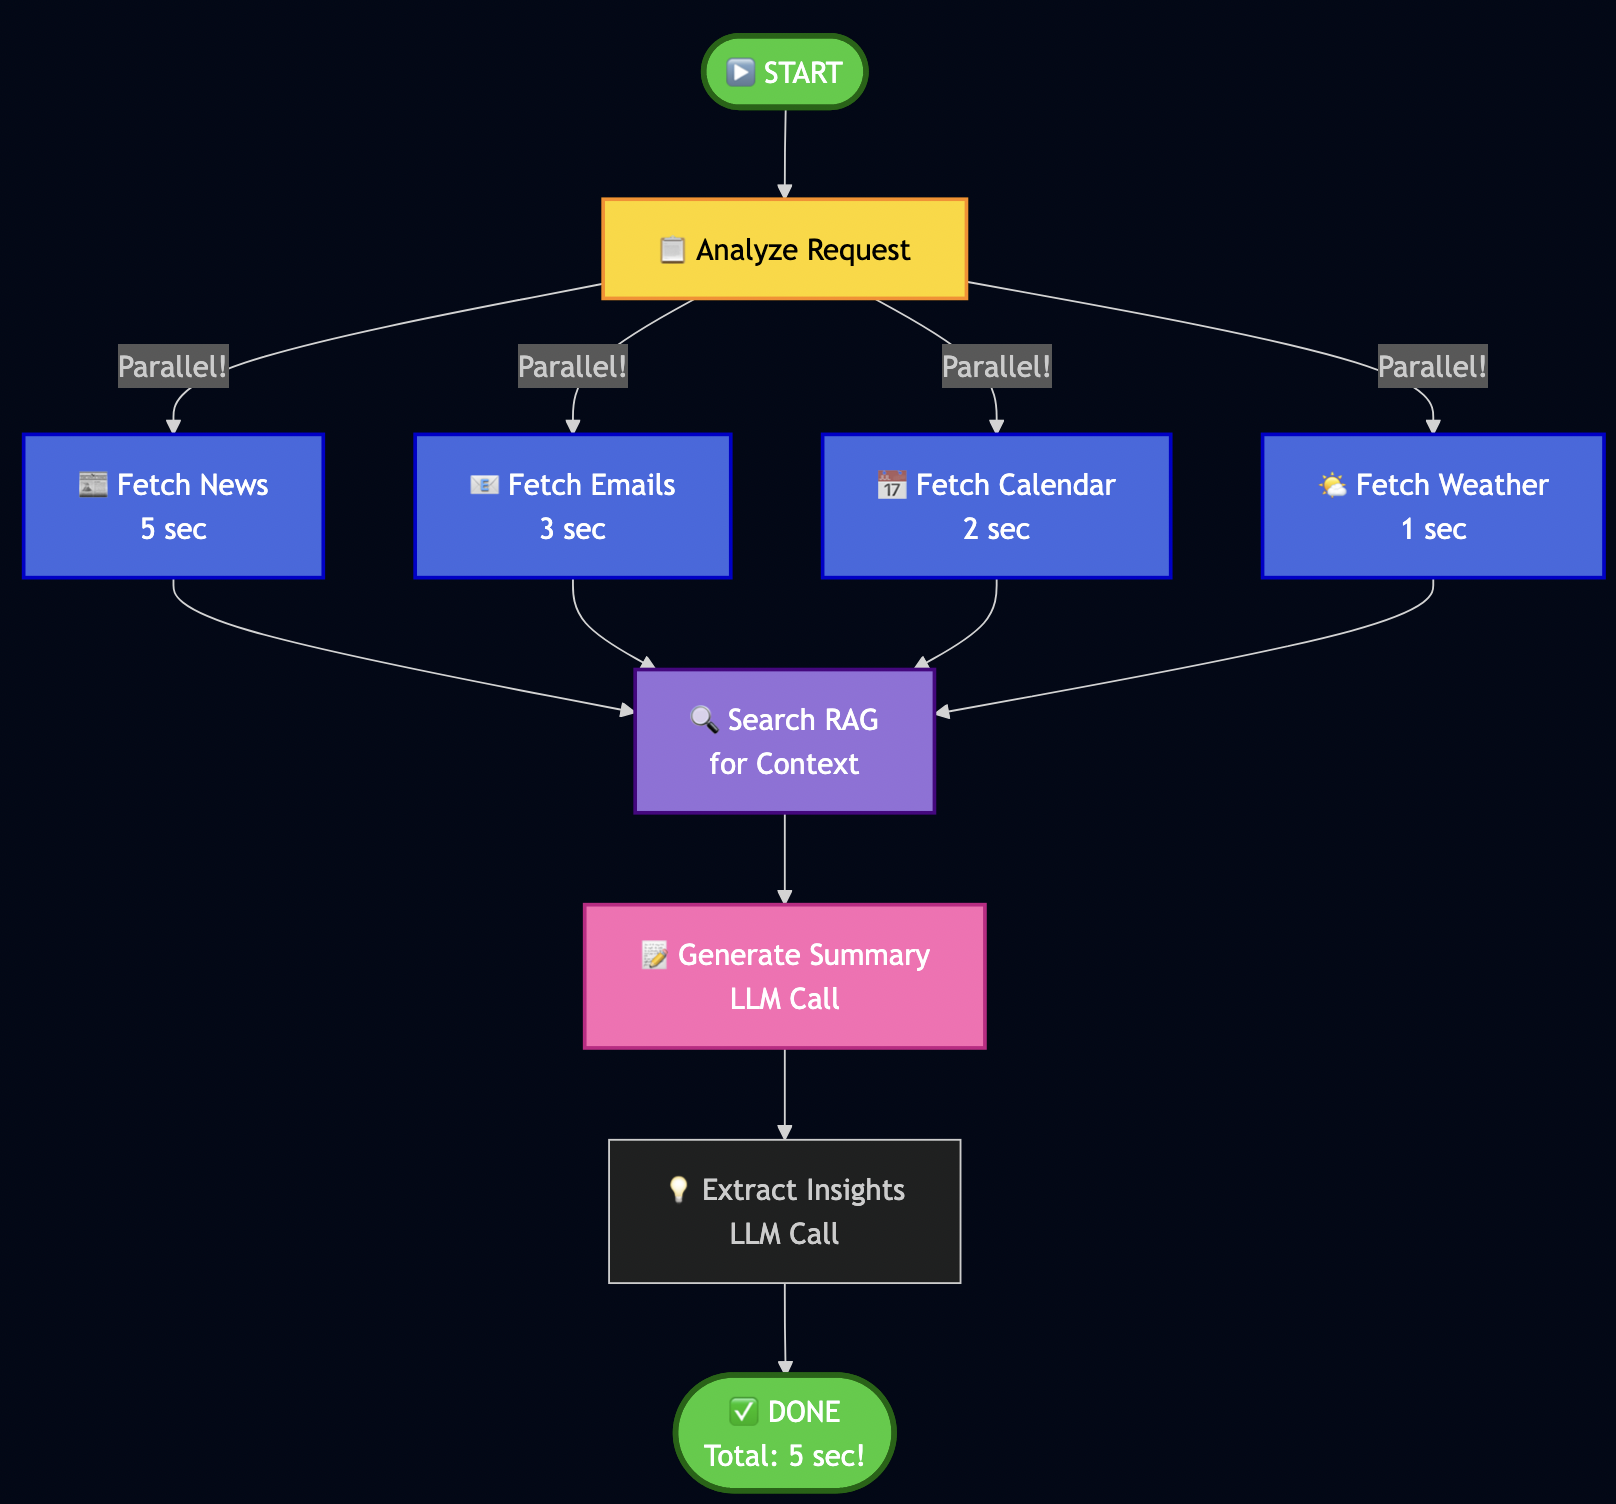 START
Analyze Request
Parallel!
Parallel!
Parallel!
Parallel!
Fetch News
5 sec
Fetch Emails
3 sec
17
Fetch Calendar
2 sec
Fetch Weather
1 sec
Search RAG
for Context
Generate Summary
LLM Call
Extract Insights
LLM Call
DONE
Total: 5 sec!